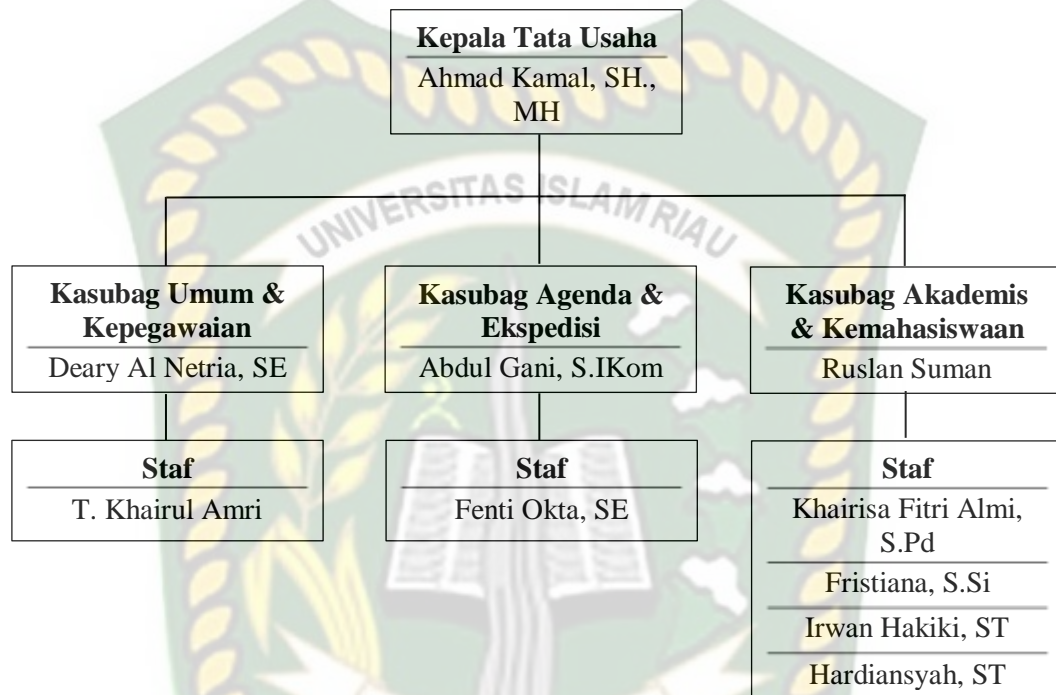 Kepala Tata Usaha
Ahmad Kamal, SH.,
MH
UNIVERSITAS ISLAM RIAU
Kasubag Umum &
Kepegawaian
Deary Al Netria, SE
Kasubag Agenda &
Ekspedisi
Abdul Gani, S.IKom
Kasubag Akademis
& Kemahasiswaan
Ruslan Suman
Staf
T. Khairul Amri
Staf
Fenti Okta, SE
Staf
Khairisa Fitri Almi,
S.Pd
Fristiana, S.Si
Irwan Hakiki, ST
Hardiansyah, ST